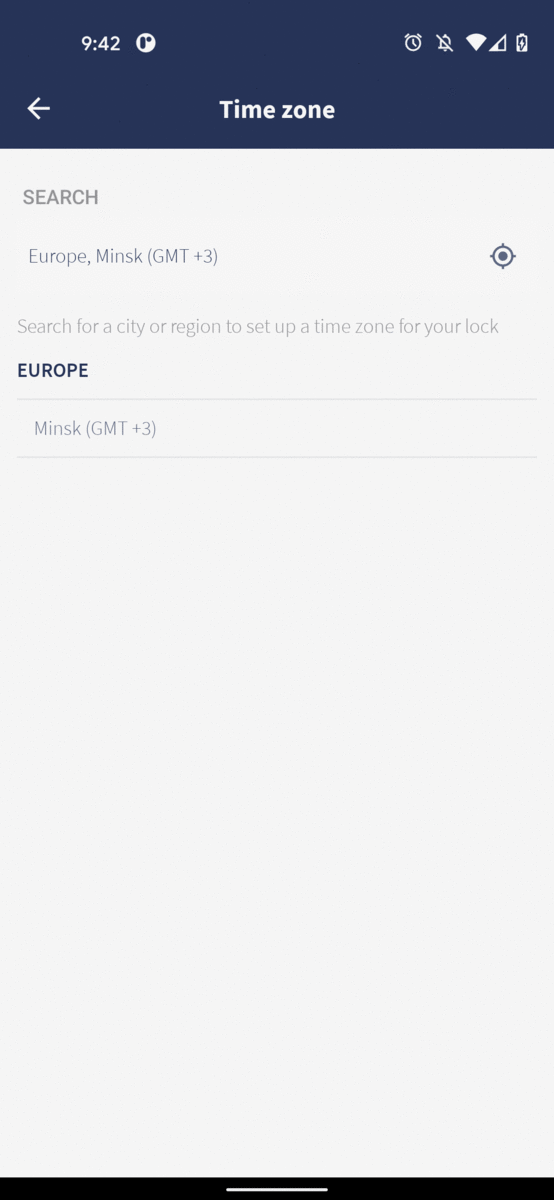 9:42
Time zone
SEARCH
Europe, Minsk (GMT +3)
Search for a city or region to set up a time zone for your lock
EUROPE
Minsk (GMT +3)